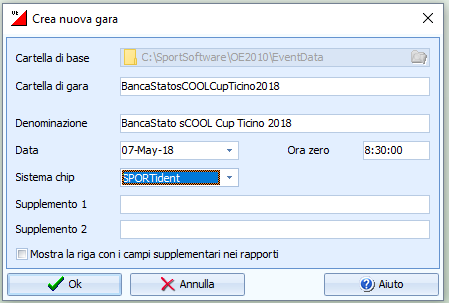 OE Crea nuova gara
Cartella di base C:\SportSoftware\OE2010\EventData
Cartella di gara BancaStatosCOOLCupTicino2018
Denominazione BancaStato sCOOL Cup Ticino 2018
Data 07-May-18 Ora zero 8:30:00
Sistema chip SPORTident
Supplemento 1
Supplemento 2
Mostra la riga con i campi supplementari nei rapporti
Ok Annulla ? Aiuto